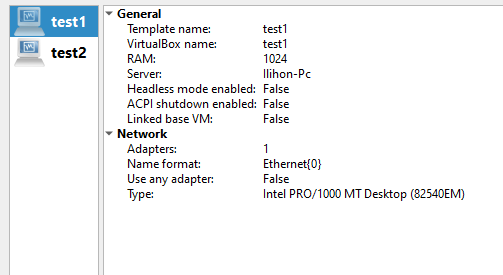 test1
test2
General
Template name: test1
VirtualBox name: test1
RAM: 1024
Server: Ilihon-Pc
Headless mode enabled: False
ACPI shutdown enabled: False
Linked base VM: False
Network
Adapters: 1
Name format: Ethernet{0}
Use any adapter: False
Type: Intel PRO/1000 MT Desktop (82540EM)